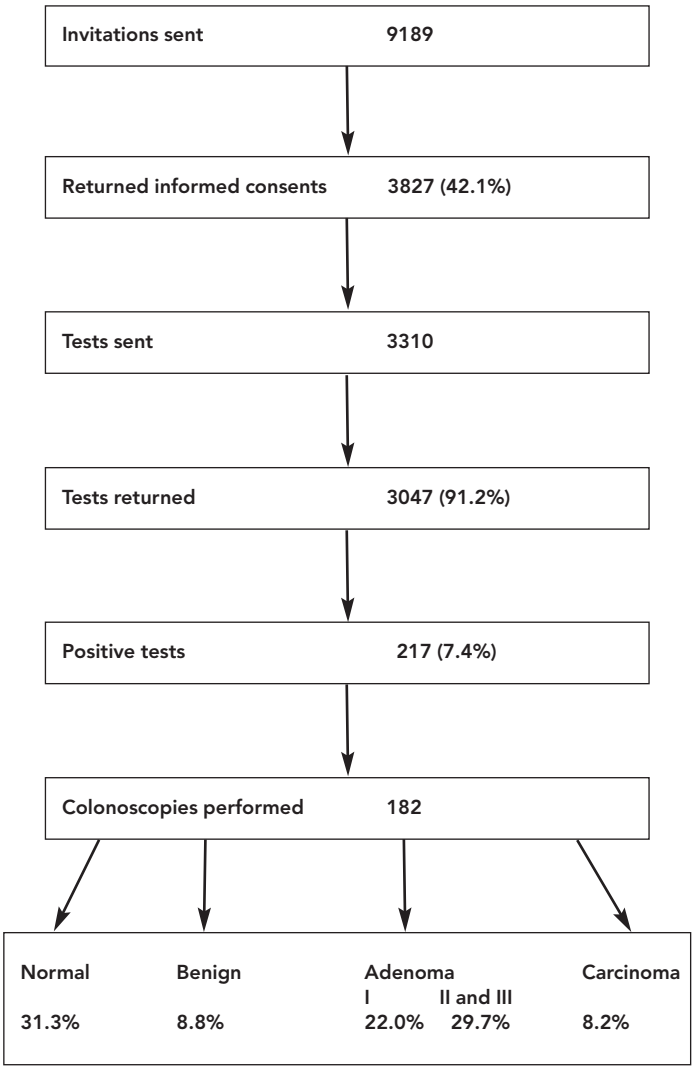 Invitations sent 9189
Returned informed consents 3827 (42.1%)
Tests sent 3310
Tests returned 3047 (91.2%)
Positive tests 217 (7.4%)
Colonoscopies performed 182
Normal Benign Adenoma Carcinoma
I II and III
31.3% 8.8% 22.0% 29.7% 8.2%